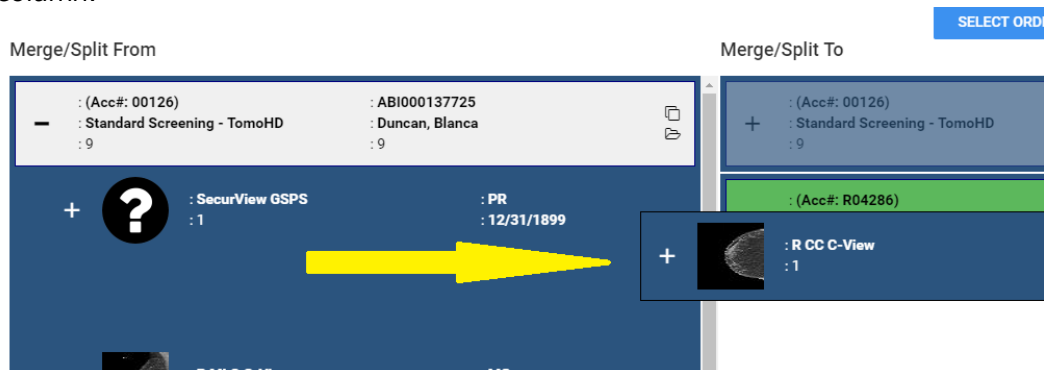 SELECT ORD
Merge/Split From
Merge/Split To
: (Acc#: 00126)
: Standard Screening - TomoHD
: 9
: ABI000137725
: Duncan, Blanca
: 9
: (Acc#: 00126)
: Standard Screening - TomoHD
: 9
: SecurView GSPS
: 1
: PR
: 12/31/1899
: (Acc#: R04286)
: R CC C-View
: 1